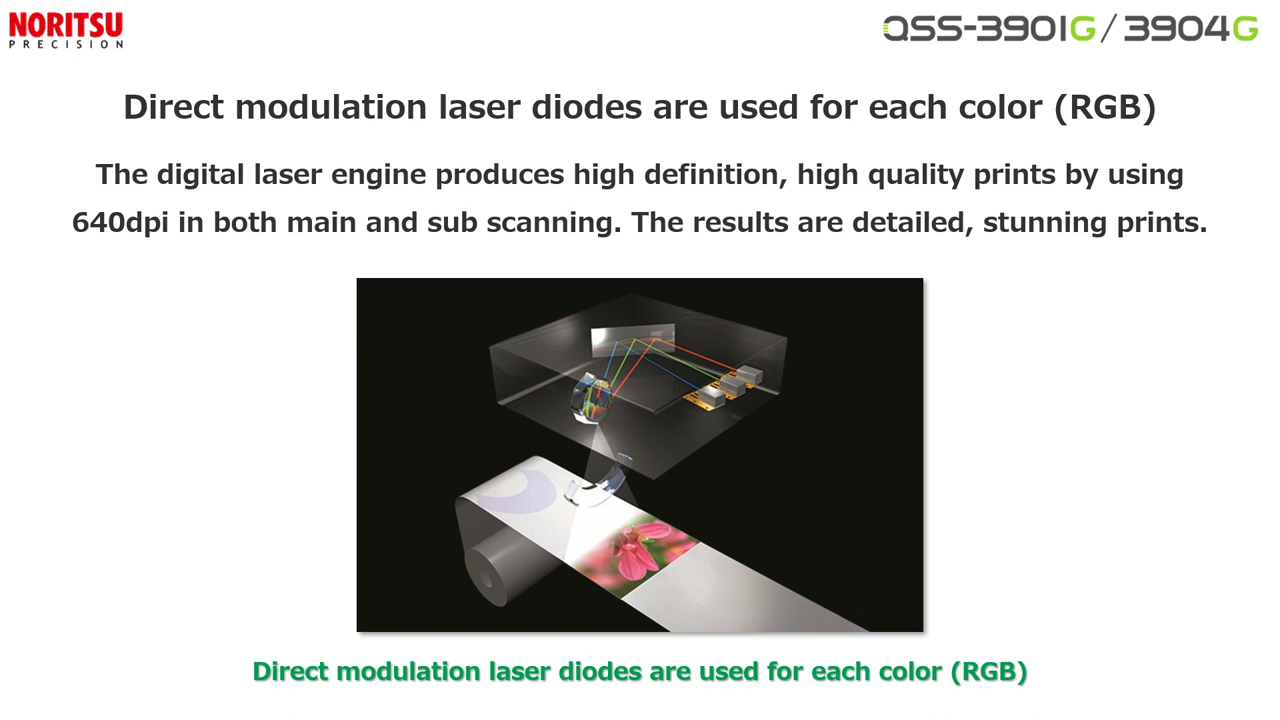 NORITSU
PRECISION
QSS-3901G/3904G
Direct modulation laser diodes are used for each color (RGB)
The digital laser engine produces high definition, high quality prints by using
640dpi in both main and sub scanning. The results are detailed, stunning prints.
Direct modulation laser diodes are used for each color (RGB)